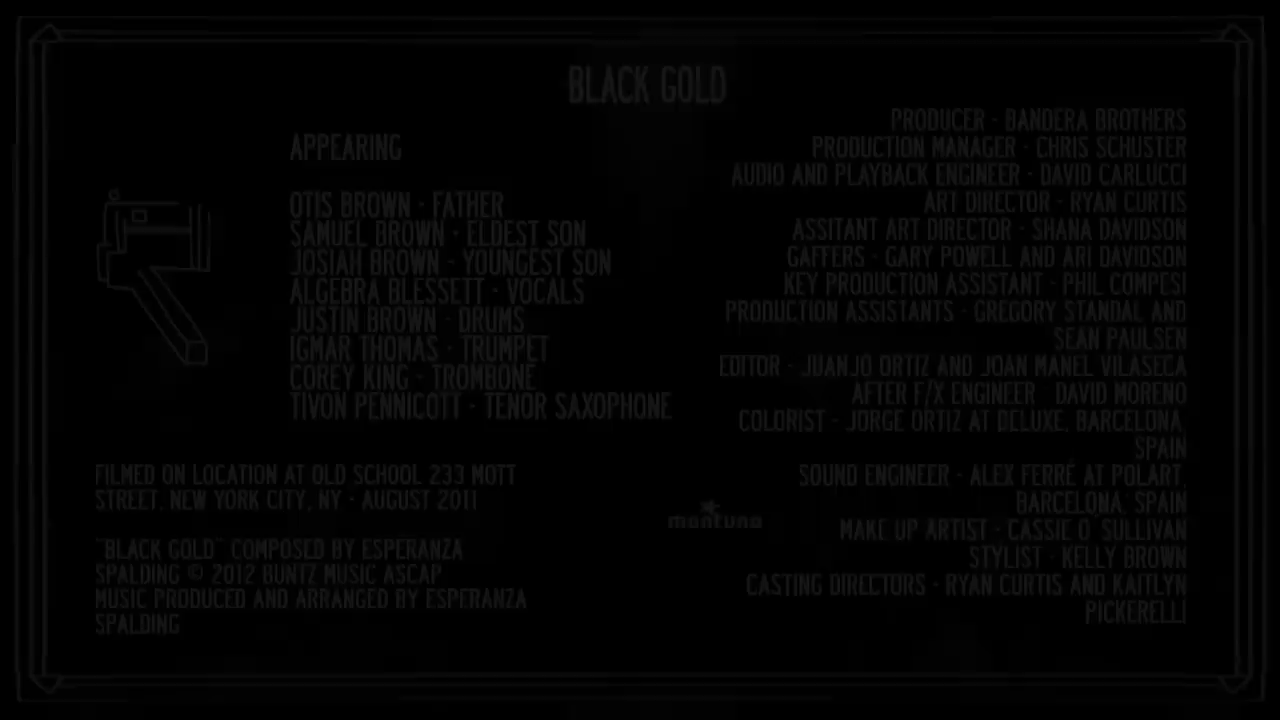 BLACK GOLD
APPEARING
OTIS BROWN · FATHER
SAMUEL BROWN · ELDEST SON
JOSIAH BROWN · YOUNGEST SON
ALGEBRA BLESSETT · VOCALS
JUSTIN BROWN · DRUMS
IGMAR THOMAS · TRUMPET
COREY KING · TROMBONE
TIVON PENNICOTT · TENOR SAXOPHONE
FILMED ON LOCATION AT OLD SCHOOL 233 MOTT
STREET, NEW YORK CITY, NY · AUGUST 2011
"BLACK GOLD" COMPOSED BY ESPERANZA
SPALDING © 2012 BUNTZ MUSIC ASCAP
MUSIC PRODUCED AND ARRANGED BY ESPERANZA
SPALDING
PRODUCER · BANDERA BROTHERS
PRODUCTION MANAGER · CHRIS SCHUSTER
AUDIO AND PLAYBACK ENGINEER · DAVID CARLUCCI
ART DIRECTOR · RYAN CURTIS
ASSITANT ART DIRECTOR · SHANA DAVIDSON
GAFFERS · GARY POWELL AND ARI DAVIDSON
KEY PRODUCTION ASSISTANT · PHIL COMPESI
PRODUCTION ASSISTANTS · GREGORY STANDAL AND
SEAN PAULSEN
EDITOR · JUANJO ORTIZ AND JOAN MANEL VILASECA
AFTER F/X ENGINEER DAVID MORENO
COLORIST · JORGE ORTIZ AT DELUXE, BARCELONA,
SPAIN
SOUND ENGINEER · ALEX FERRÉ AT POLART,
BARCELONA, SPAIN
MAKE UP ARTIST · CASSIE O'SULLIVAN
STYLIST · KELLY BROWN
CASTING DIRECTORS · RYAN CURTIS AND KAITLYN
PICKERELLI
montuno